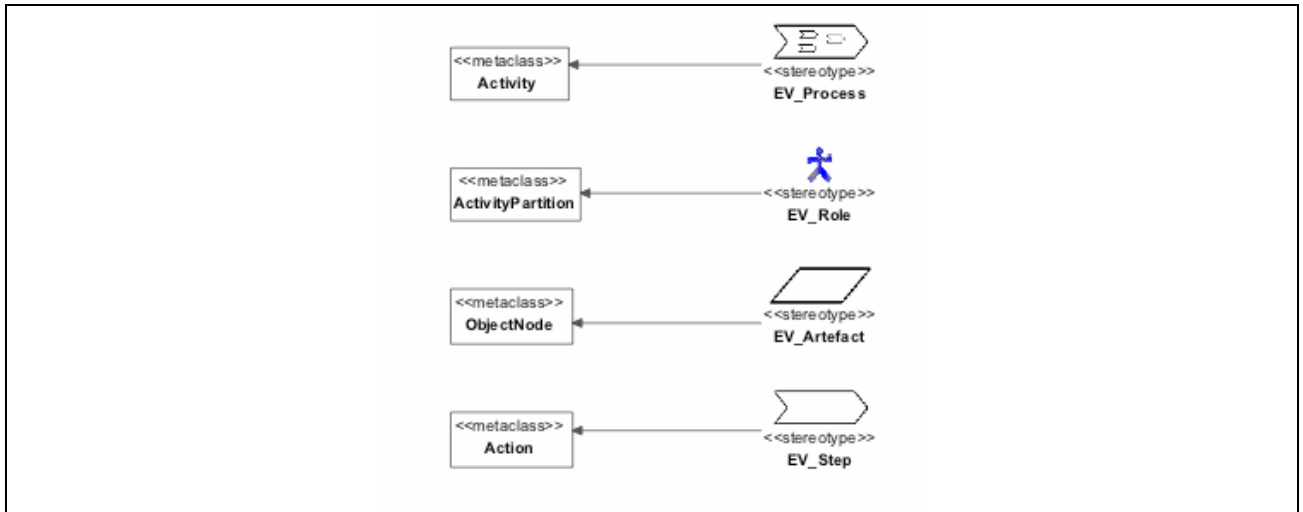 <<metaclass>>
Activity
<<stereotype>>
EV_Process
<<metaclass>>
ActivityPartition
<<stereotype>>
EV_Role
<<metaclass>>
ObjectNode
<<stereotype>>
EV_Artefact
<<metaclass>>
Action
<<stereotype>>
EV_Step